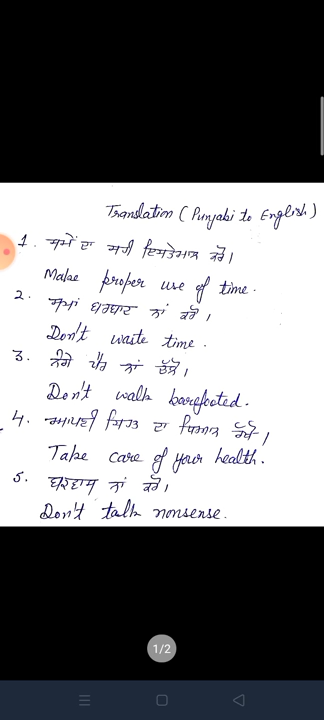 Translation (Punjabi to English)
1. ਸਮੇਂ ਦਾ ਸਹੀ ਇਸਤੇਮਾਲ ਕਰੋ।
Make proper use of time.
2. ਸਮਾਂ ਬਰਬਾਦ ਨਾਂ ਕਰੋ।
Don't waste time.
3. ਨੰਗੇ ਪੈਰ ਨਾਂ ਚੱਲੋ।
Don't walk barefooted.
4. ਆਪਣੀ ਸਿਹਤ ਦਾ ਧਿਆਨ ਰੱਖੋ।
Take care of your health.
5. ਬਕਵਾਸ ਨਾਂ ਕਰੋ।
Don't talk nonsense.
1/2